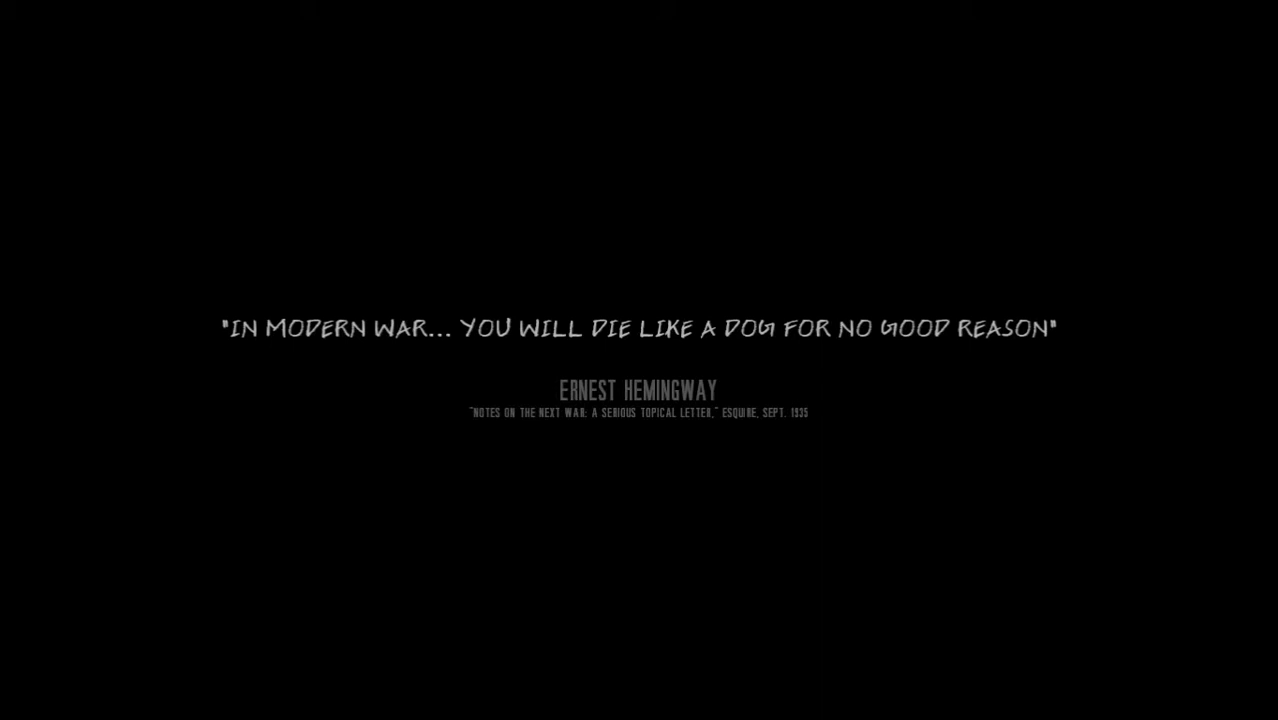 "IN MODERN WAR... YOU WILL DIE LIKE A DOG FOR NO GOOD REASON"
ERNEST HEMINGWAY
"NOTES ON THE NEXT WAR: A SERIOUS TOPICAL LETTER," ESQUIRE, SEPT. 1935